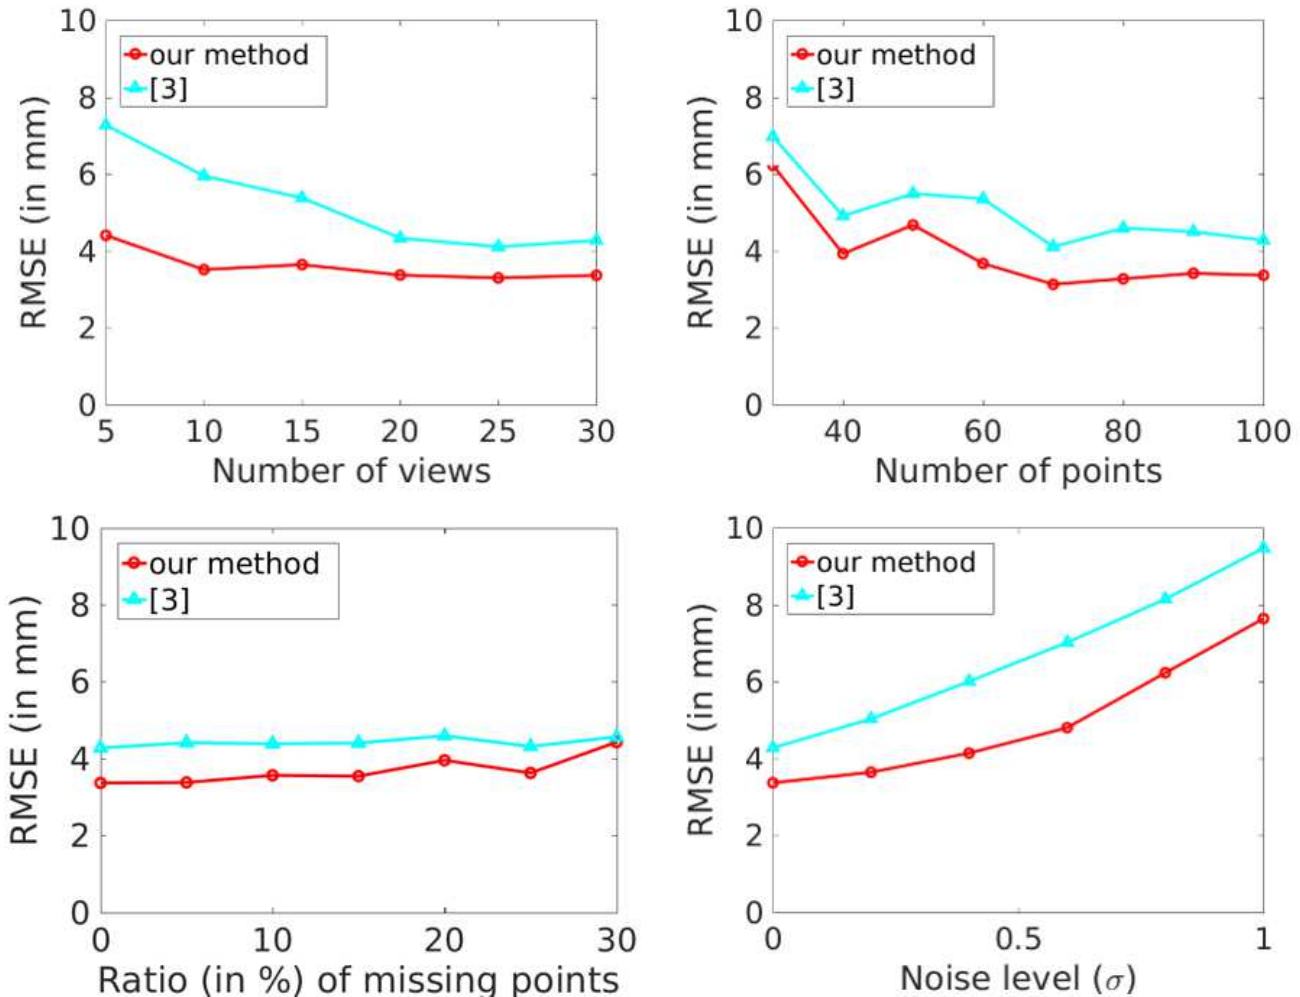 10
8
6
4
2
0
RMSE (in mm)
our method
[3]
5 10 15 20 25 30
Number of views
10
8
6
4
2
0
RMSE (in mm)
our method
[3]
40 60 80 100
Number of points
10
8
6
4
2
0
RMSE (in mm)
our method
[3]
0 10 20 30
Ratio (in %) of missing points
10
8
6
4
2
0
RMSE (in mm)
our method
[3]
0 0.5 1
Noise level (σ)